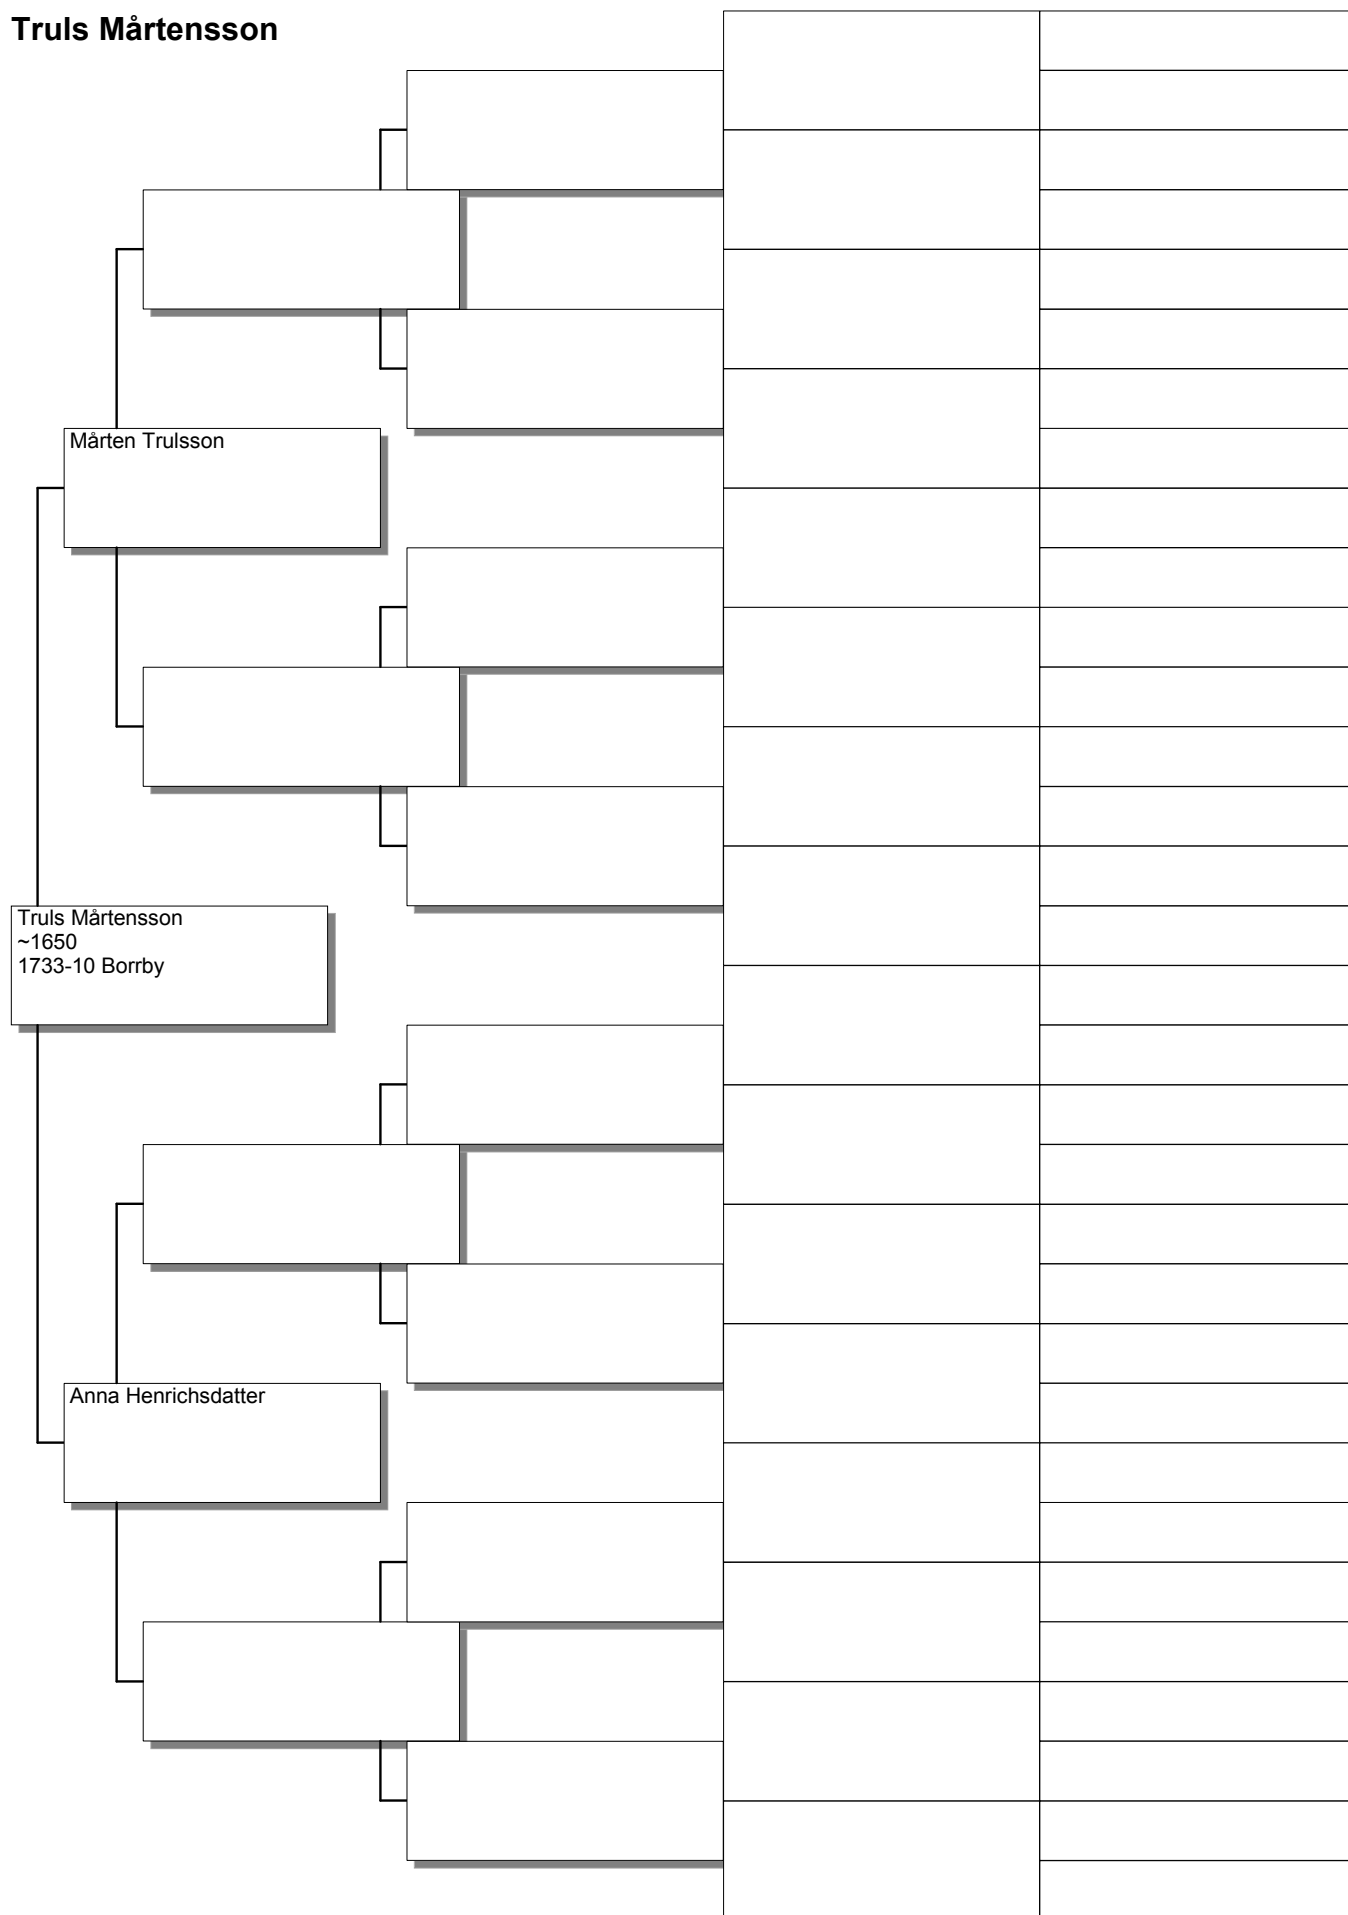 Truls Mårtensson
Mårten Trulsson
Truls Mårtensson
~1650
1733-10 Borrby
Anna Henrichsdatter